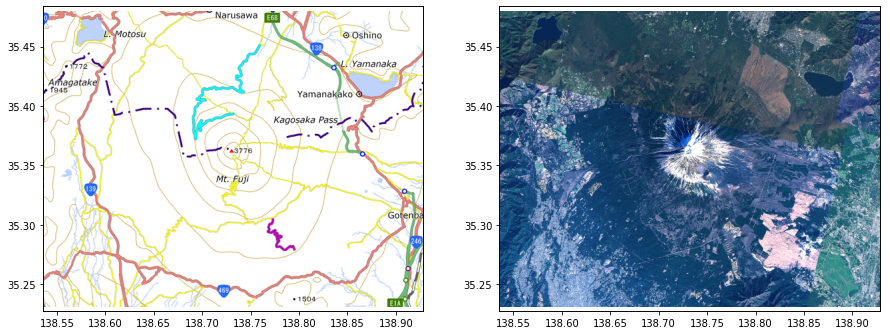 Narusawa
E68
138
Oshino
L. Motosu
L. Yamanaka
1772
Amagatake
1945
Yamanakako
Kagosaka Pass
3776
Mt. Fuji
139
Gotenba
246
469
1504
E1A
35.45
35.40
35.35
35.30
35.25
138.55 138.60 138.65 138.70 138.75 138.80 138.85 138.90
35.45
35.40
35.35
35.30
35.25
138.55 138.60 138.65 138.70 138.75 138.80 138.85 138.90